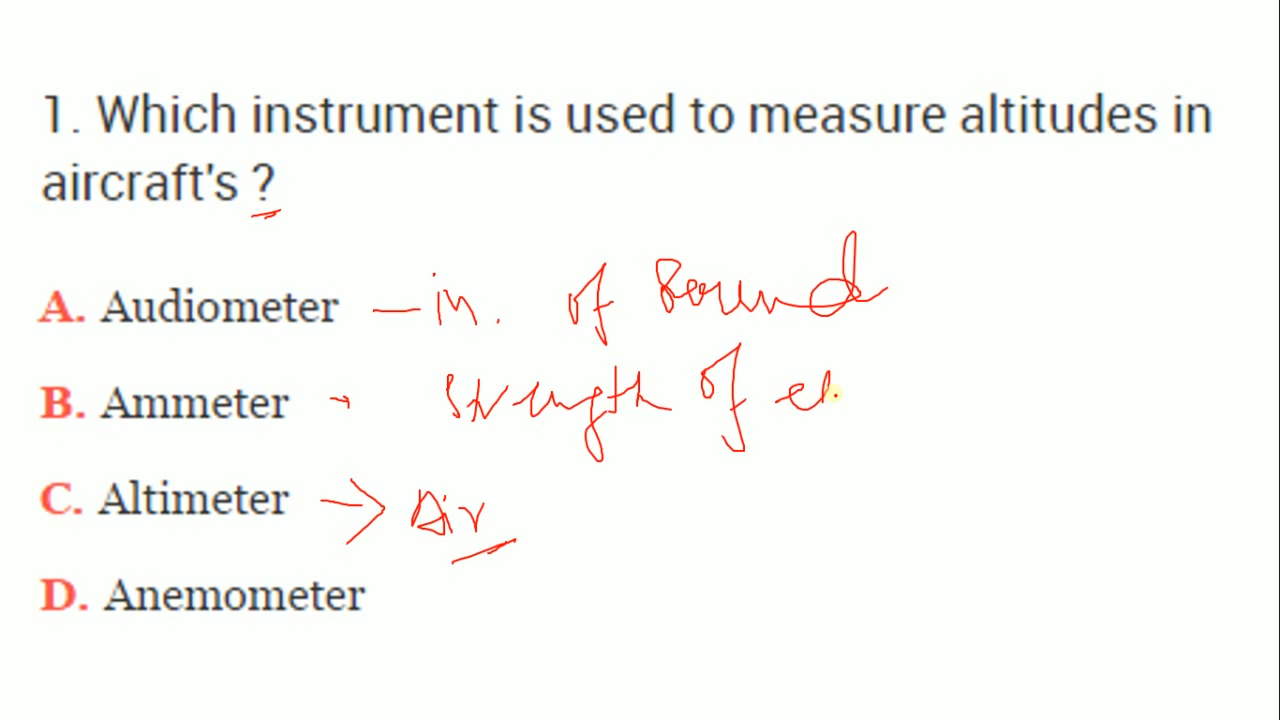 1. Which instrument is used to measure altitudes in
aircraft's ?
A. Audiometer — in. of Sound
B. Ammeter → Strength of el.
C. Altimeter → Air
D. Anemometer